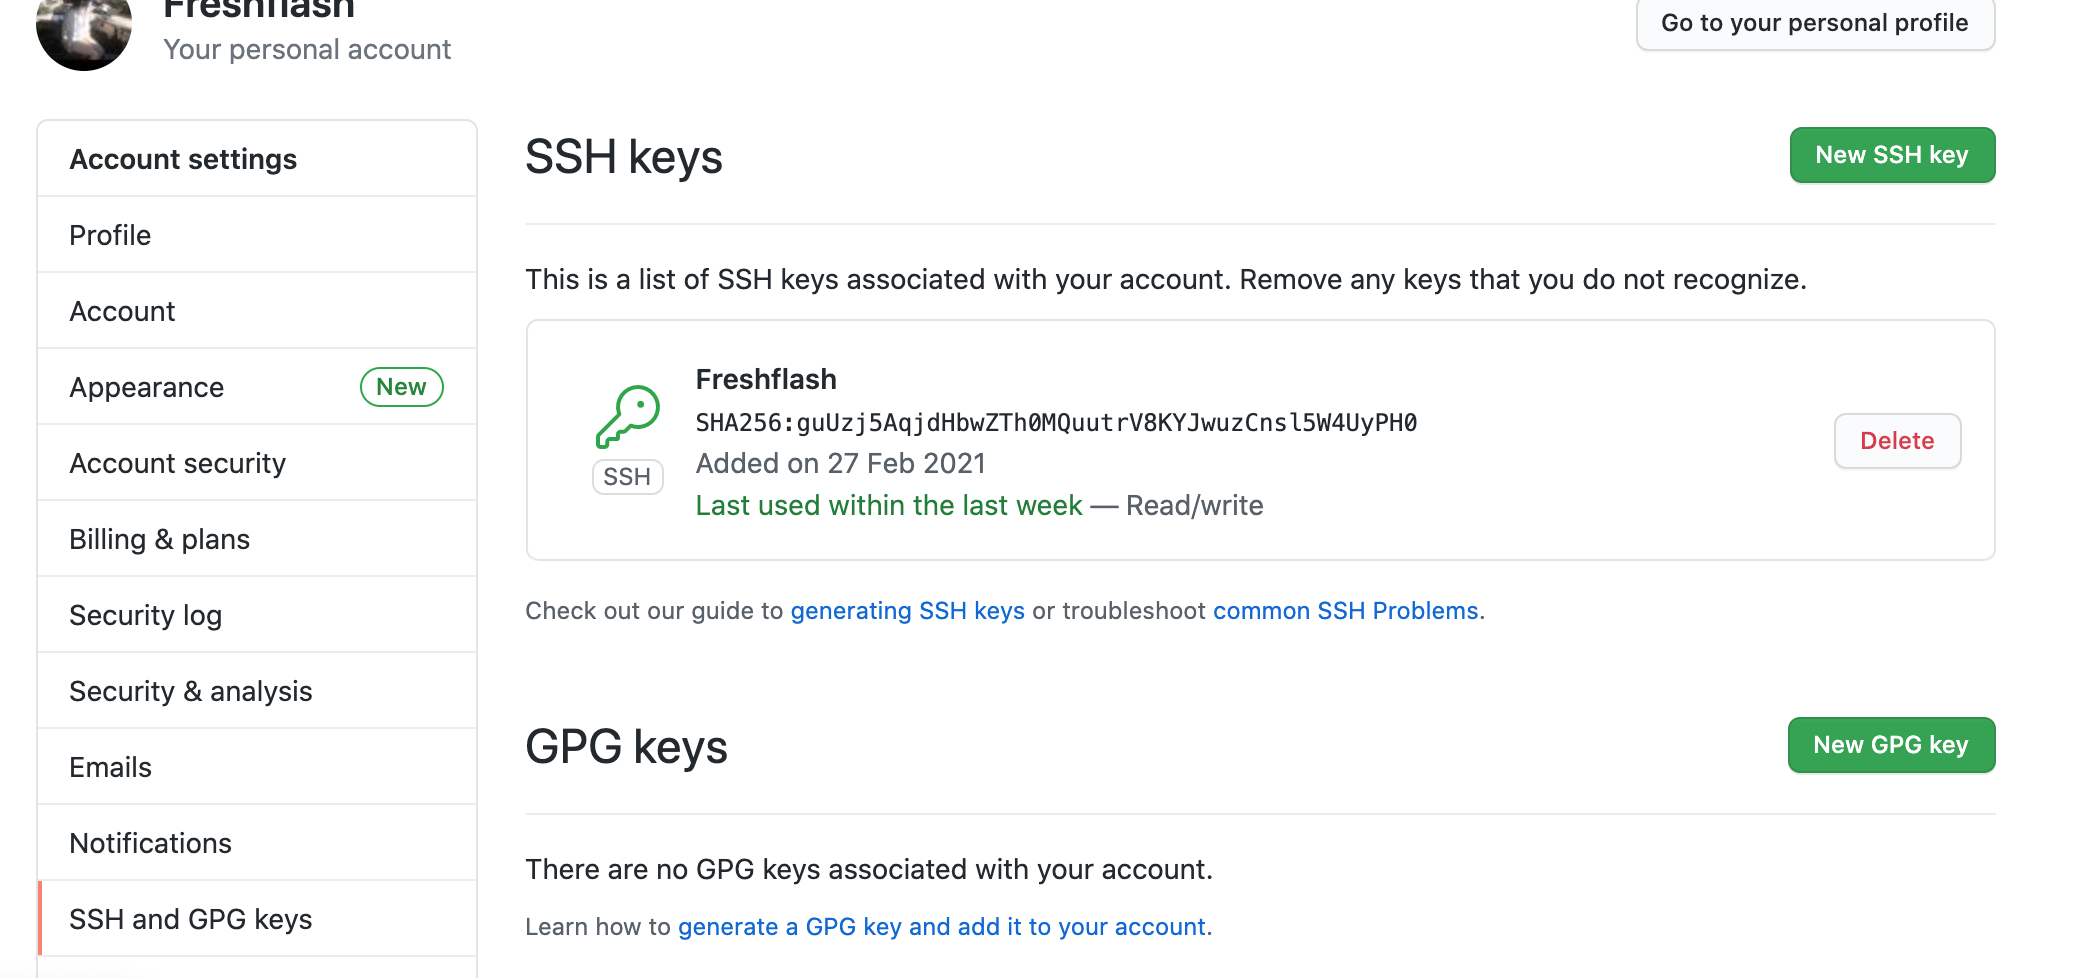 Freshflash
Your personal account
Go to your personal profile
Account settings
Profile
Account
Appearance New
Account security
Billing & plans
Security log
Security & analysis
Emails
Notifications
SSH and GPG keys
SSH keys
New SSH key
This is a list of SSH keys associated with your account. Remove any keys that you do not recognize.
SSH
Freshflash
SHA256:guUzj5AqjdHbwZTh0MQuutrV8KYJwuzCnsl5W4UyPH0
Added on 27 Feb 2021
Last used within the last week — Read/write
Delete
Check out our guide to generating SSH keys or troubleshoot common SSH Problems.
GPG keys
New GPG key
There are no GPG keys associated with your account.
Learn how to generate a GPG key and add it to your account.